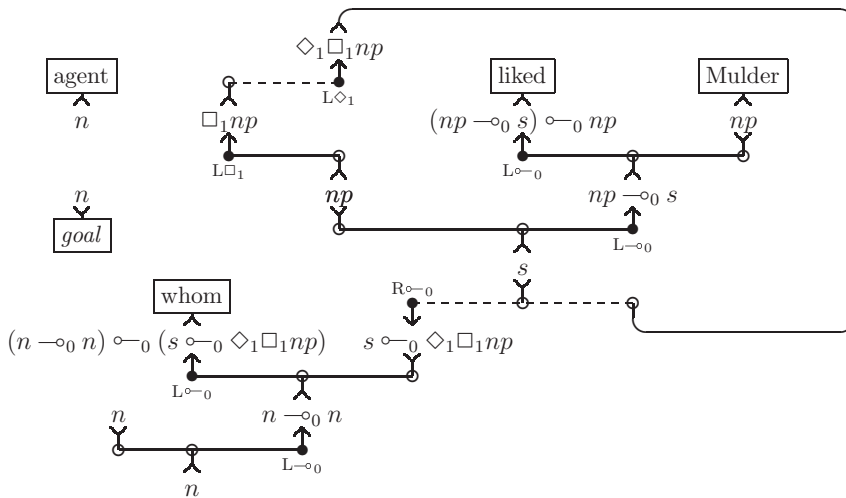 ◇₁□₁np
agent liked Mulder
L◇₁
n □₁np (np ⊸₀ s) ⟜₀ np np
L□₁ L⟜₀
n np np ⊸₀ s
goal L⊸₀
s
whom R⟜₀
(n ⊸₀ n) ⟜₀ (s ⟜₀ ◇₁□₁np) s ⟜₀ ◇₁□₁np
L⟜₀
n n ⊸₀ n
L⊸₀
n